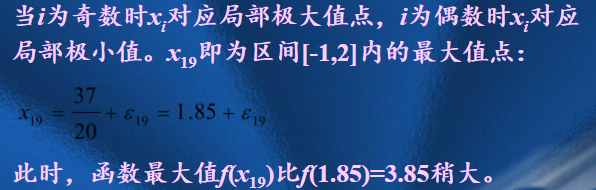 当i为奇数时xi对应局部极大值点，i为偶数时xi对应
局部极小值。x19即为区间[-1,2]内的最大值点：
x19 = 37/20 + ε19 = 1.85 + ε19
此时，函数最大值f(x19)比f(1.85)=3.85稍大。